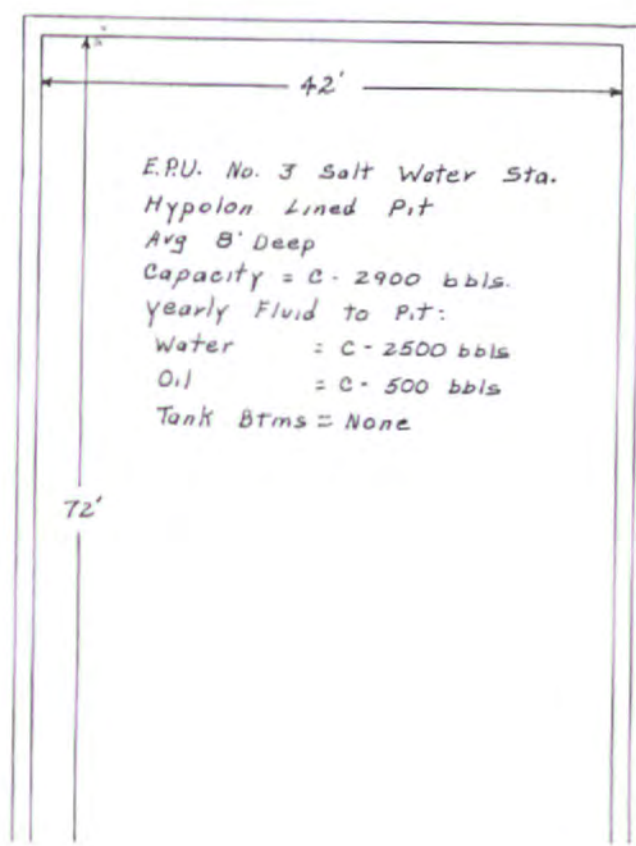 42'
E.P.U. No. 3 Salt Water Sta.
Hypolon Lined Pit
Avg 8' Deep
Capacity = C - 2900 bbls.
Yearly Fluid to Pit:
Water = C - 2500 bbls
Oil = C - 500 bbls
Tank Btms = None
72'